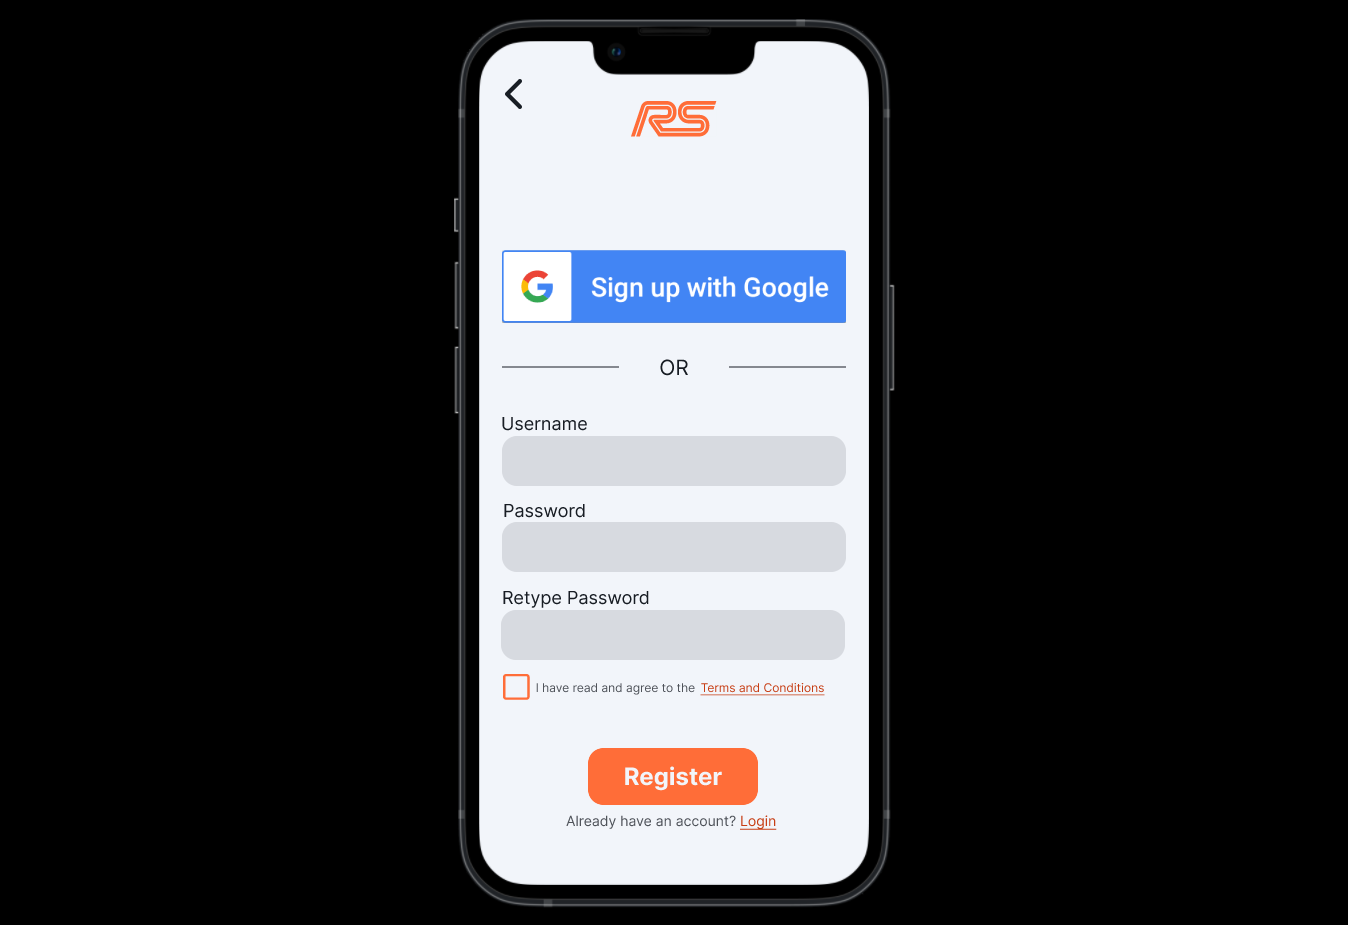 RS
Sign up with Google
OR
Username
Password
Retype Password
I have read and agree to the Terms and Conditions
Register
Already have an account? Login